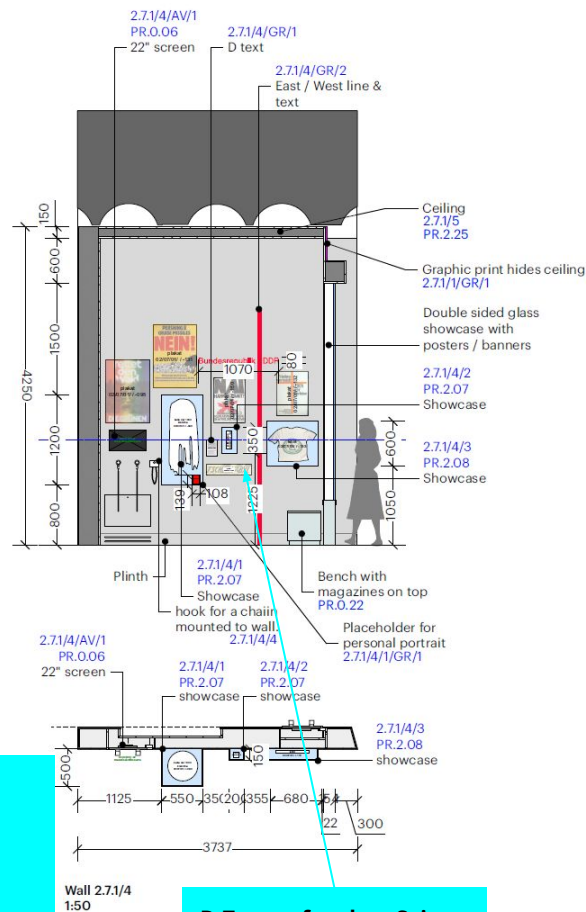 2.7.1/4/AV/1
PR.0.06
22" screen
2.7.1/4/GR/1
D text
2.7.1/4/GR/2
East / West line &
text
Ceiling
2.7.1/5
PR.2.25
Graphic print hides ceiling
2.7.1/1/GR/1
Double sided glass
showcase with
posters / banners
2.7.1/4/2
PR.2.07
Showcase
2.7.1/4/3
PR.2.08
Showcase
150
600
1500
4250
1200
800
NEIN!
plakat
plakat
Bundesrepublik
DDR
1070
80
350
600
1050
139
108
1225
Plinth
2.7.1/4/1
PR.2.07
Showcase
hook for a chaiin
mounted to wall.
2.7.1/4/4
Bench with
magazines on top
PR.0.22
Placeholder for
personal portrait
2.7.1/4/1/GR/1
2.7.1/4/AV/1
PR.0.06
22" screen
2.7.1/4/1
PR.2.07
showcase
2.7.1/4/2
PR.2.07
showcase
2.7.1/4/3
PR.2.08
showcase
500
150
1125
550
350
200
355
680
22
300
3737
Wall 2.7.1/4
1:50